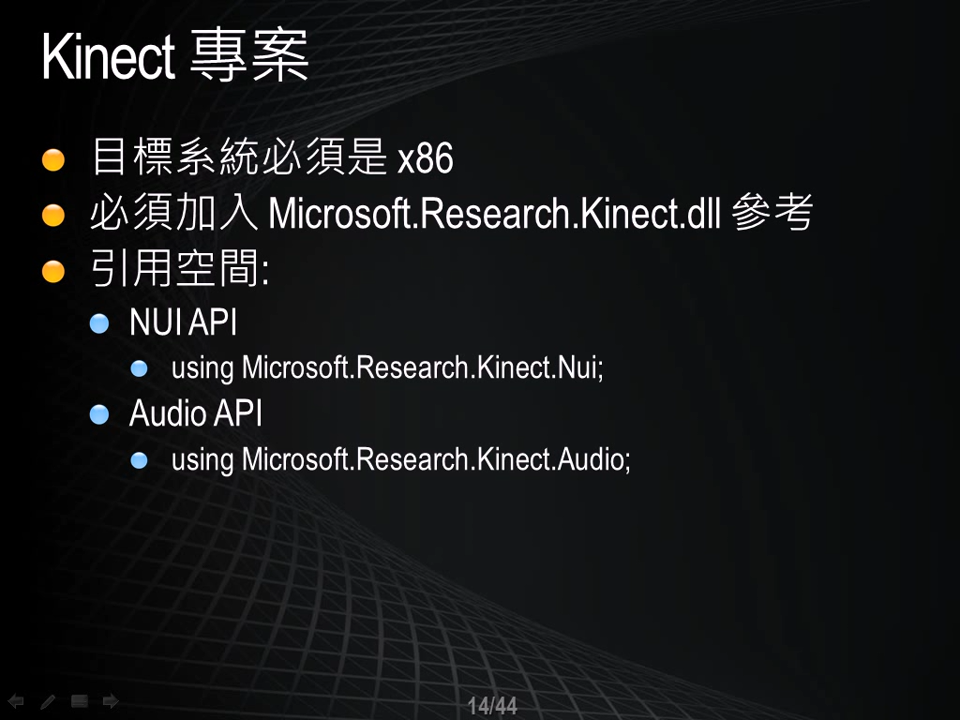 Kinect 專案
目標系統必須是 x86
必須加入 Microsoft.Research.Kinect.dll 參考
引用空間:
NUI API
using Microsoft.Research.Kinect.Nui;
Audio API
using Microsoft.Research.Kinect.Audio;
14/44